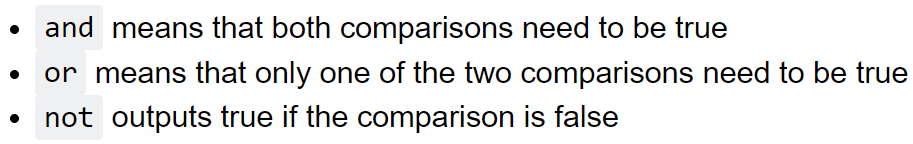 and means that both comparisons need to be true
or means that only one of the two comparisons need to be true
not outputs true if the comparison is false